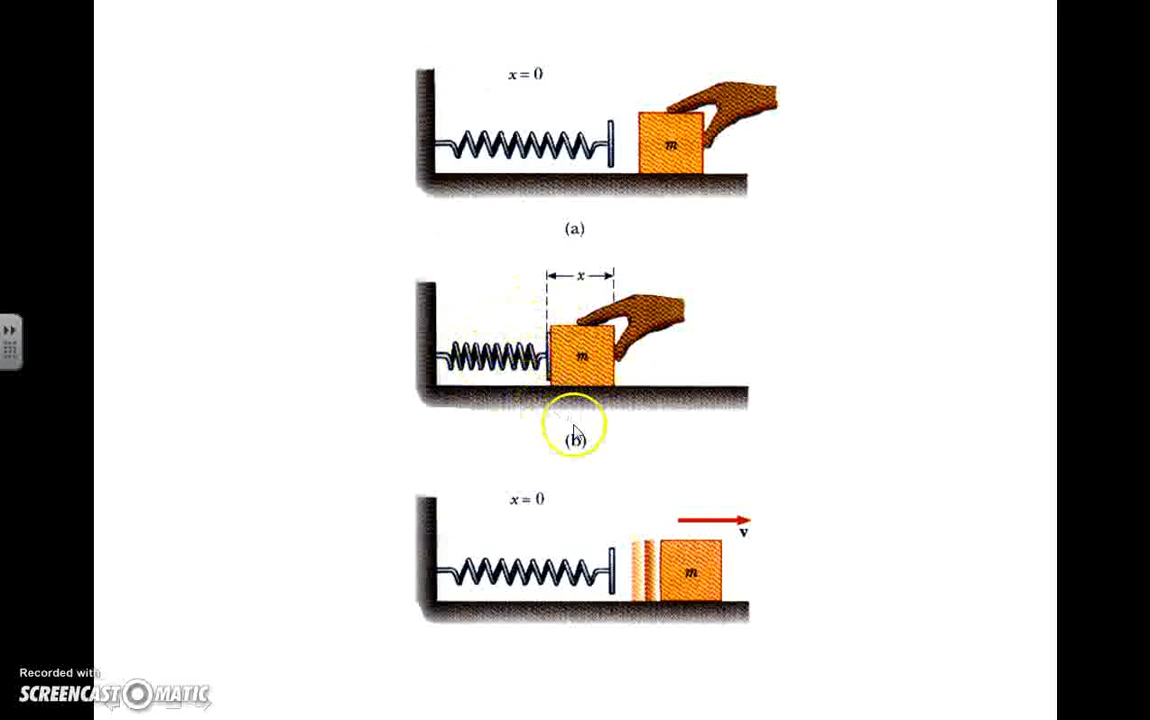 x = 0
m
(a)
x
m
(b)
x = 0
v
m
Recorded with
SCREENCAST-O-MATIC